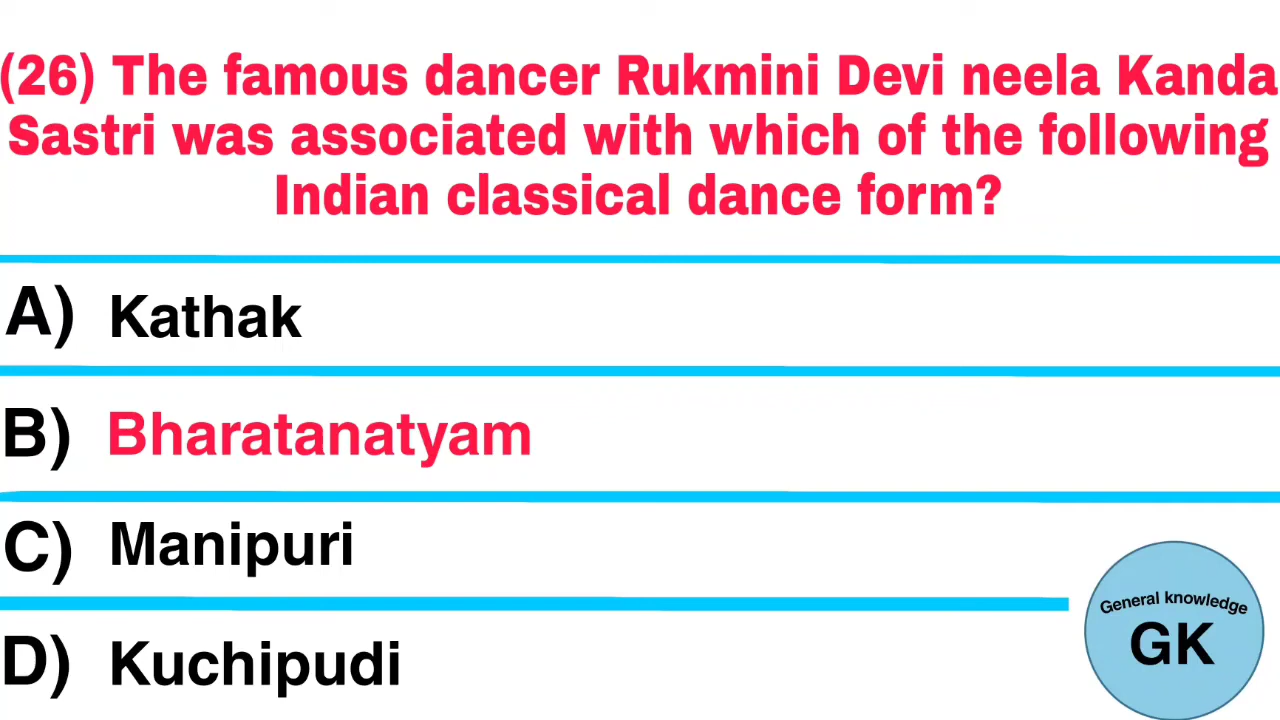 (26) The famous dancer Rukmini Devi neela Kanda
Sastri was associated with which of the following
Indian classical dance form?
A) Kathak
B) Bharatanatyam
C) Manipuri
D) Kuchipudi
General knowledge
GK